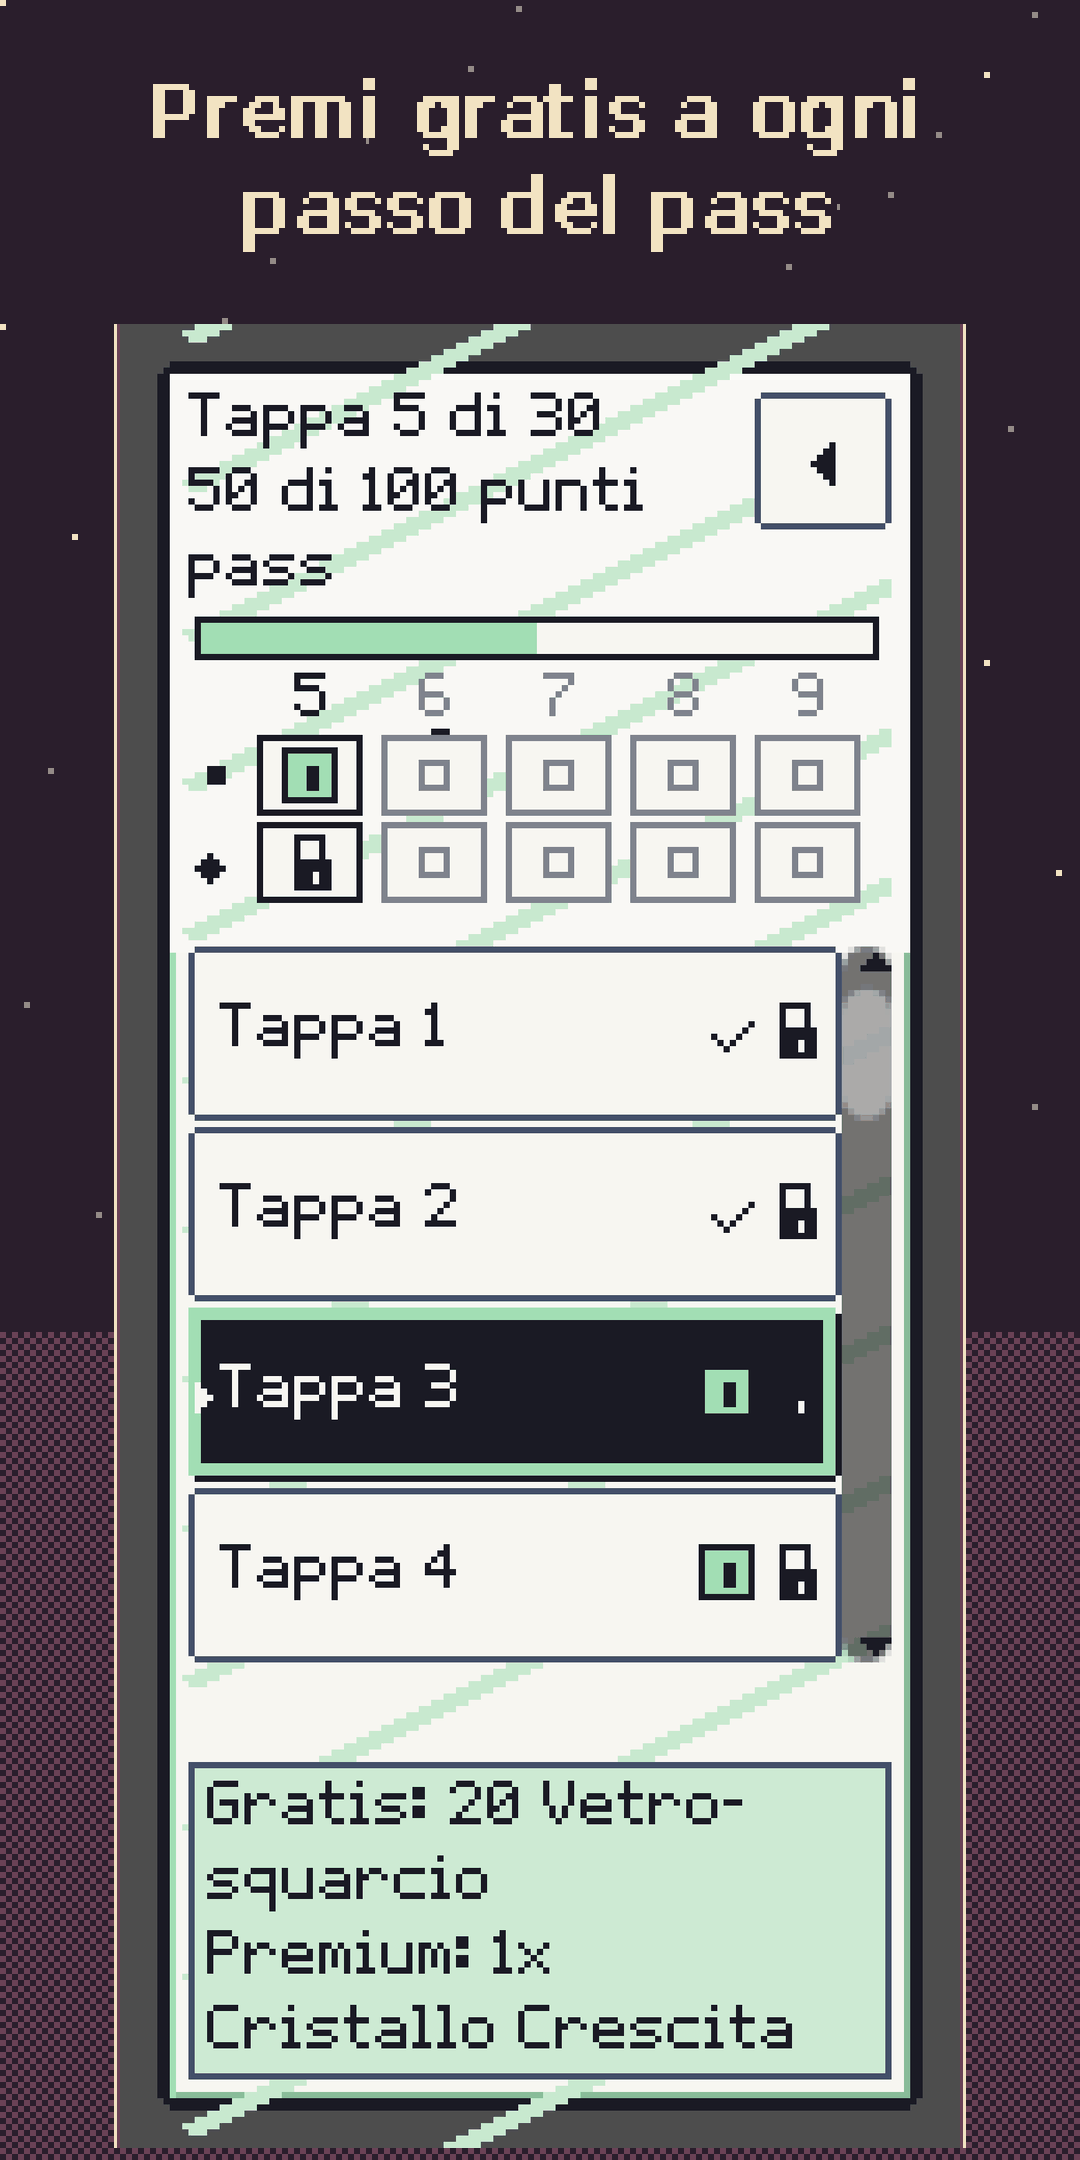 Premi gratis a ogni
passo del pass
Tappa 5 di 30
50 di 100 punti
pass
5 6 7 8 9
Tappa 1
Tappa 2
Tappa 3
Tappa 4
Gratis: 20 Vetro-
squarcio
Premium: 1x
Cristallo Crescita